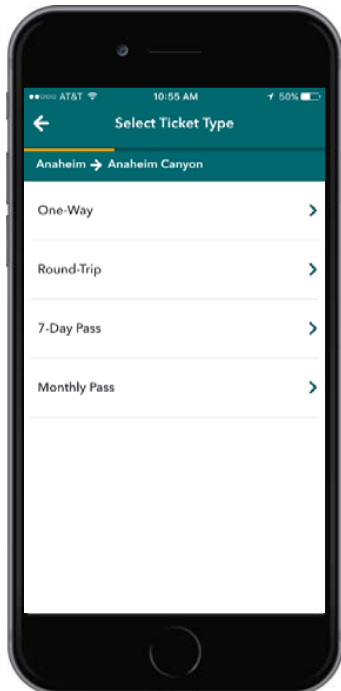 AT&T 10:55 AM 50%
Select Ticket Type
Anaheim → Anaheim Canyon
One-Way
Round-Trip
7-Day Pass
Monthly Pass